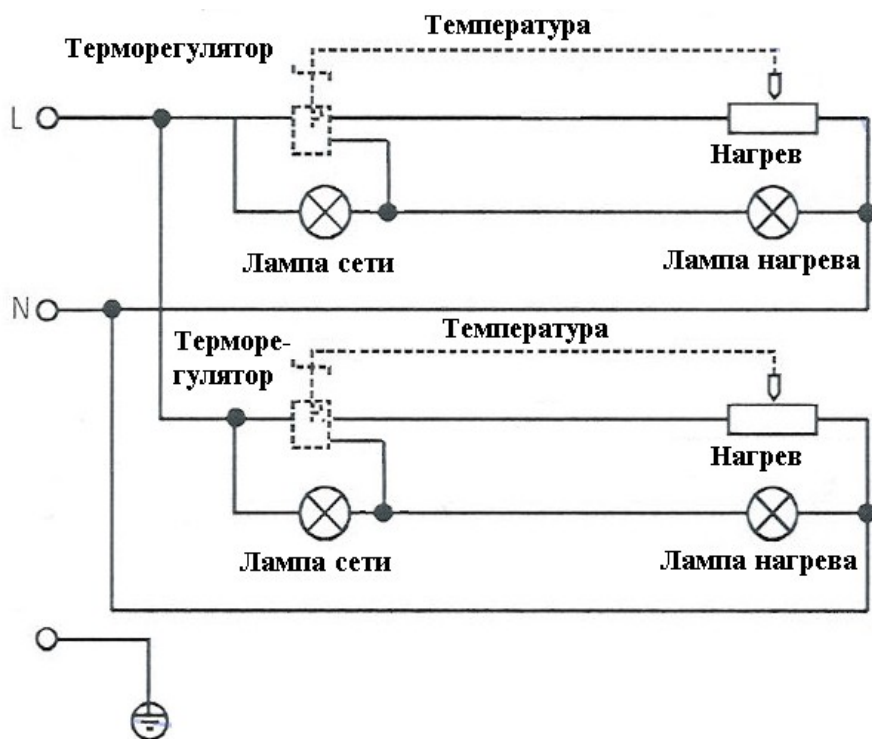 Температура
Терморегулятор
L
Нагрев
Лампа сети
Лампа нагрева
N
Температура
Терморе-
гулятор
Нагрев
Лампа сети
Лампа нагрева